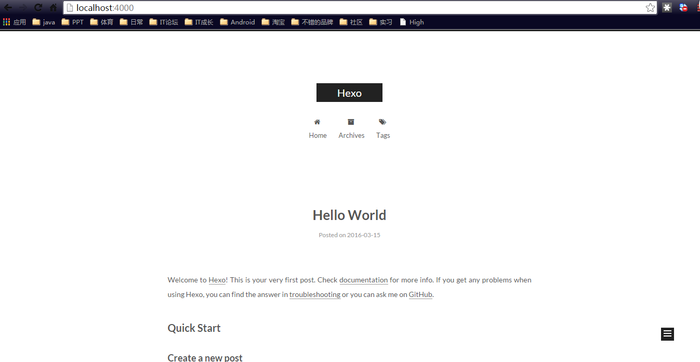 localhost:4000
应用 java PPT 体育 日常 IT论坛 IT成长 Android 淘宝 不错的品牌 社区 实习 High
Hexo
Home Archives Tags
Hello World
Posted on 2016-03-15
Welcome to Hexo! This is your very first post. Check documentation for more info. If you get any problems when
using Hexo, you can find the answer in troubleshooting or you can ask me on GitHub.
Quick Start
Create a new post